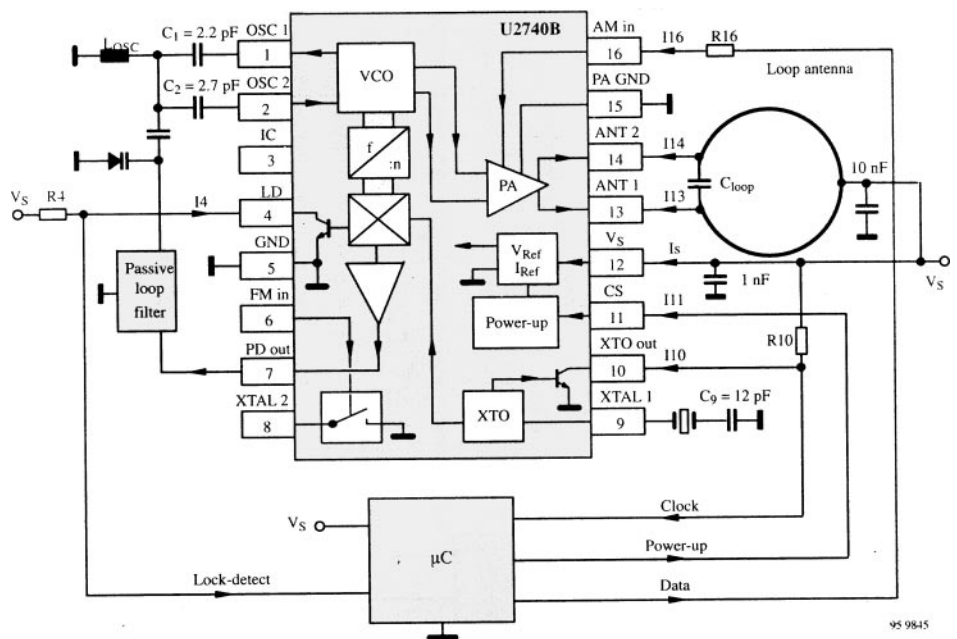 U2740B
L_OSC
C1 = 2.2 pF
C2 = 2.7 pF
OSC 1
1
OSC 2
2
IC
3
LD
4
GND
5
FM in
6
PD out
7
XTAL 2
8
VCO
f
:n
PA
VRef
IRef
Power-up
XTO
AM in
16
PA GND
15
ANT 2
14
ANT 1
13
VS
12
CS
11
XTO out
10
XTAL 1
9
I16
R16
Loop antenna
I14
I13
Cloop
10 nF
Is
1 nF
VS
I11
R10
I10
C9 = 12 pF
VS
R4
I4
Passive
loop
filter
VS
μC
Clock
Power-up
Data
Lock-detect
95 9845